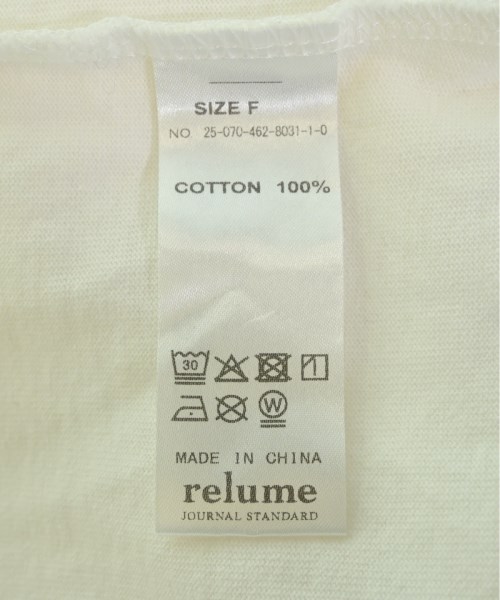 SIZE F
NO 25-070-462-8031-1-0
COTTON 100%
30
W
MADE IN CHINA
relume
JOURNAL STANDARD